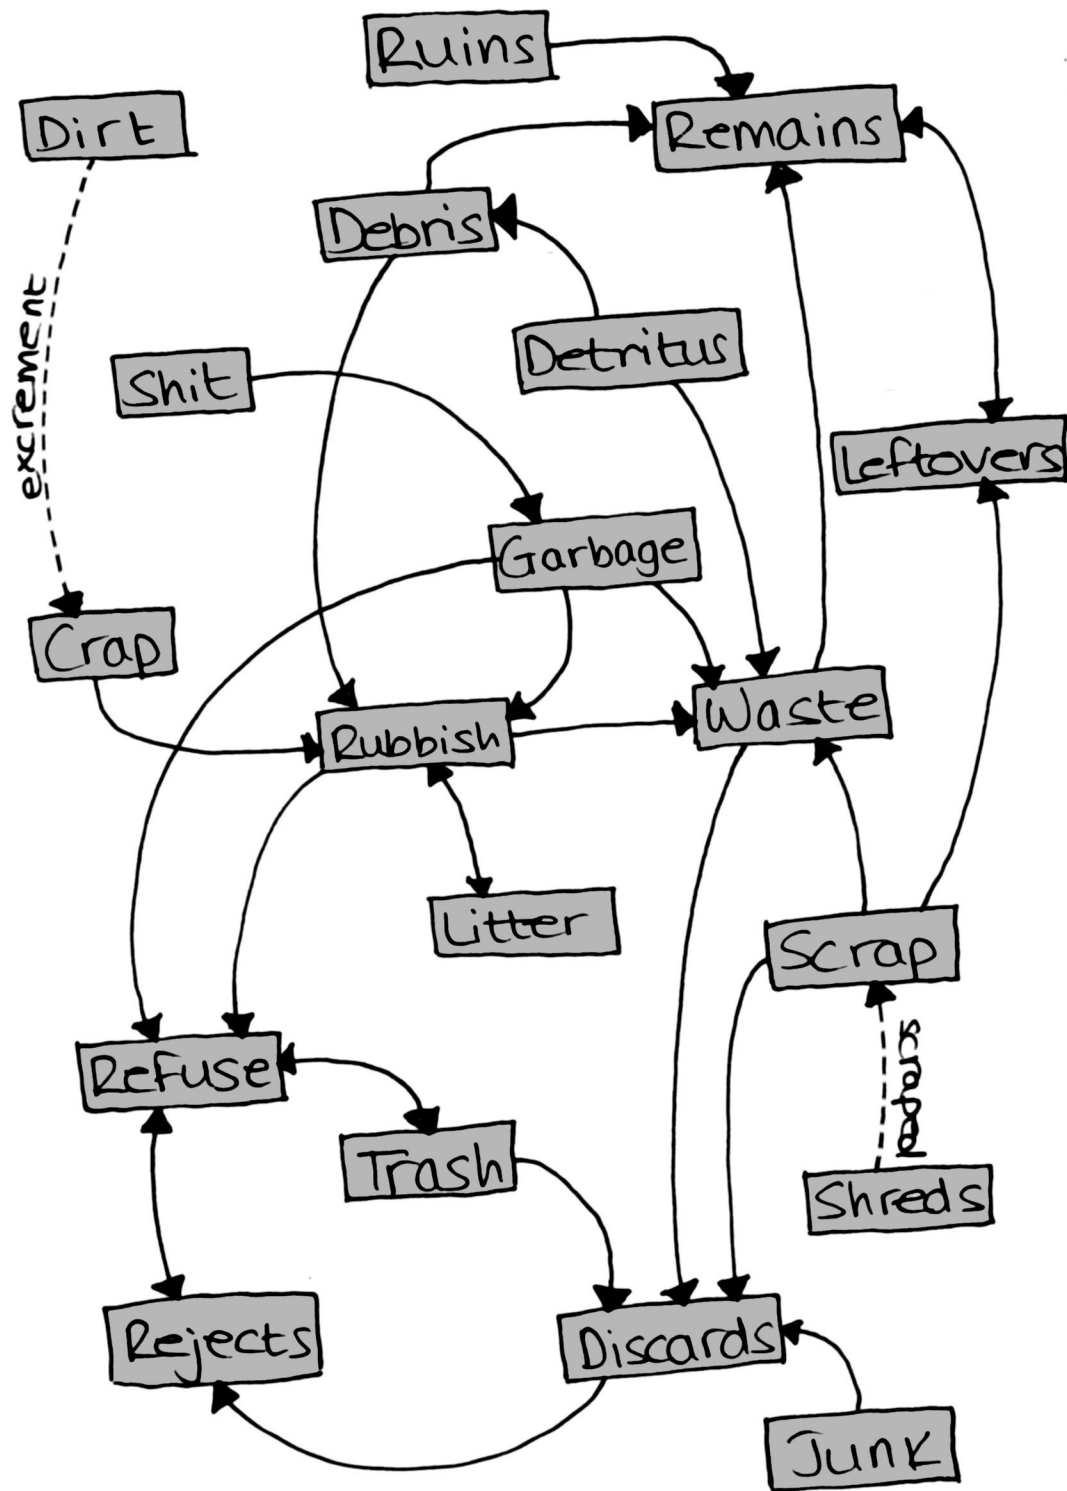 Ruins
Dirt
Remains
Debris
Detritus
Shit
excrement
Leftovers
Garbage
Crap
Waste
Rubbish
Litter
Scrap
scraped
Refuse
Trash
Shreds
Rejects
Discards
Junk